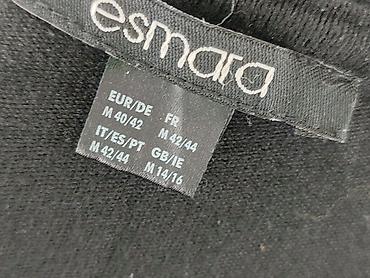 esmara
EUR/DE FR
M 40/42 M 42/44
IT/ES/PT GB/IE
M 42/44 M 14/16